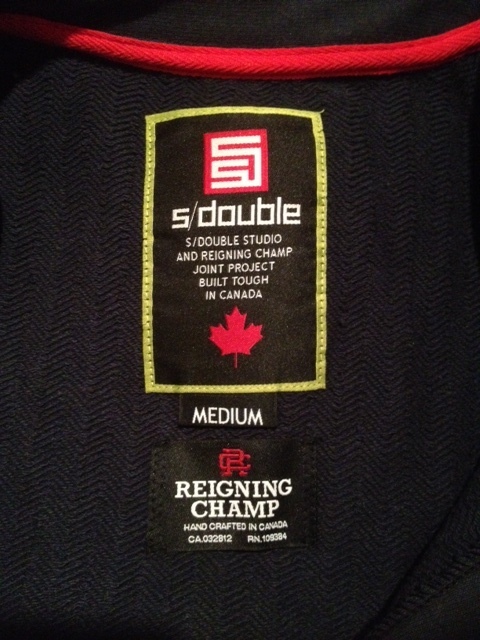 s/double
S/DOUBLE STUDIO
AND REIGNING CHAMP
JOINT PROJECT
BUILT TOUGH
IN CANADA
MEDIUM
RC
REIGNING
CHAMP
HAND CRAFTED IN CANADA
CA.032812 RN.109384